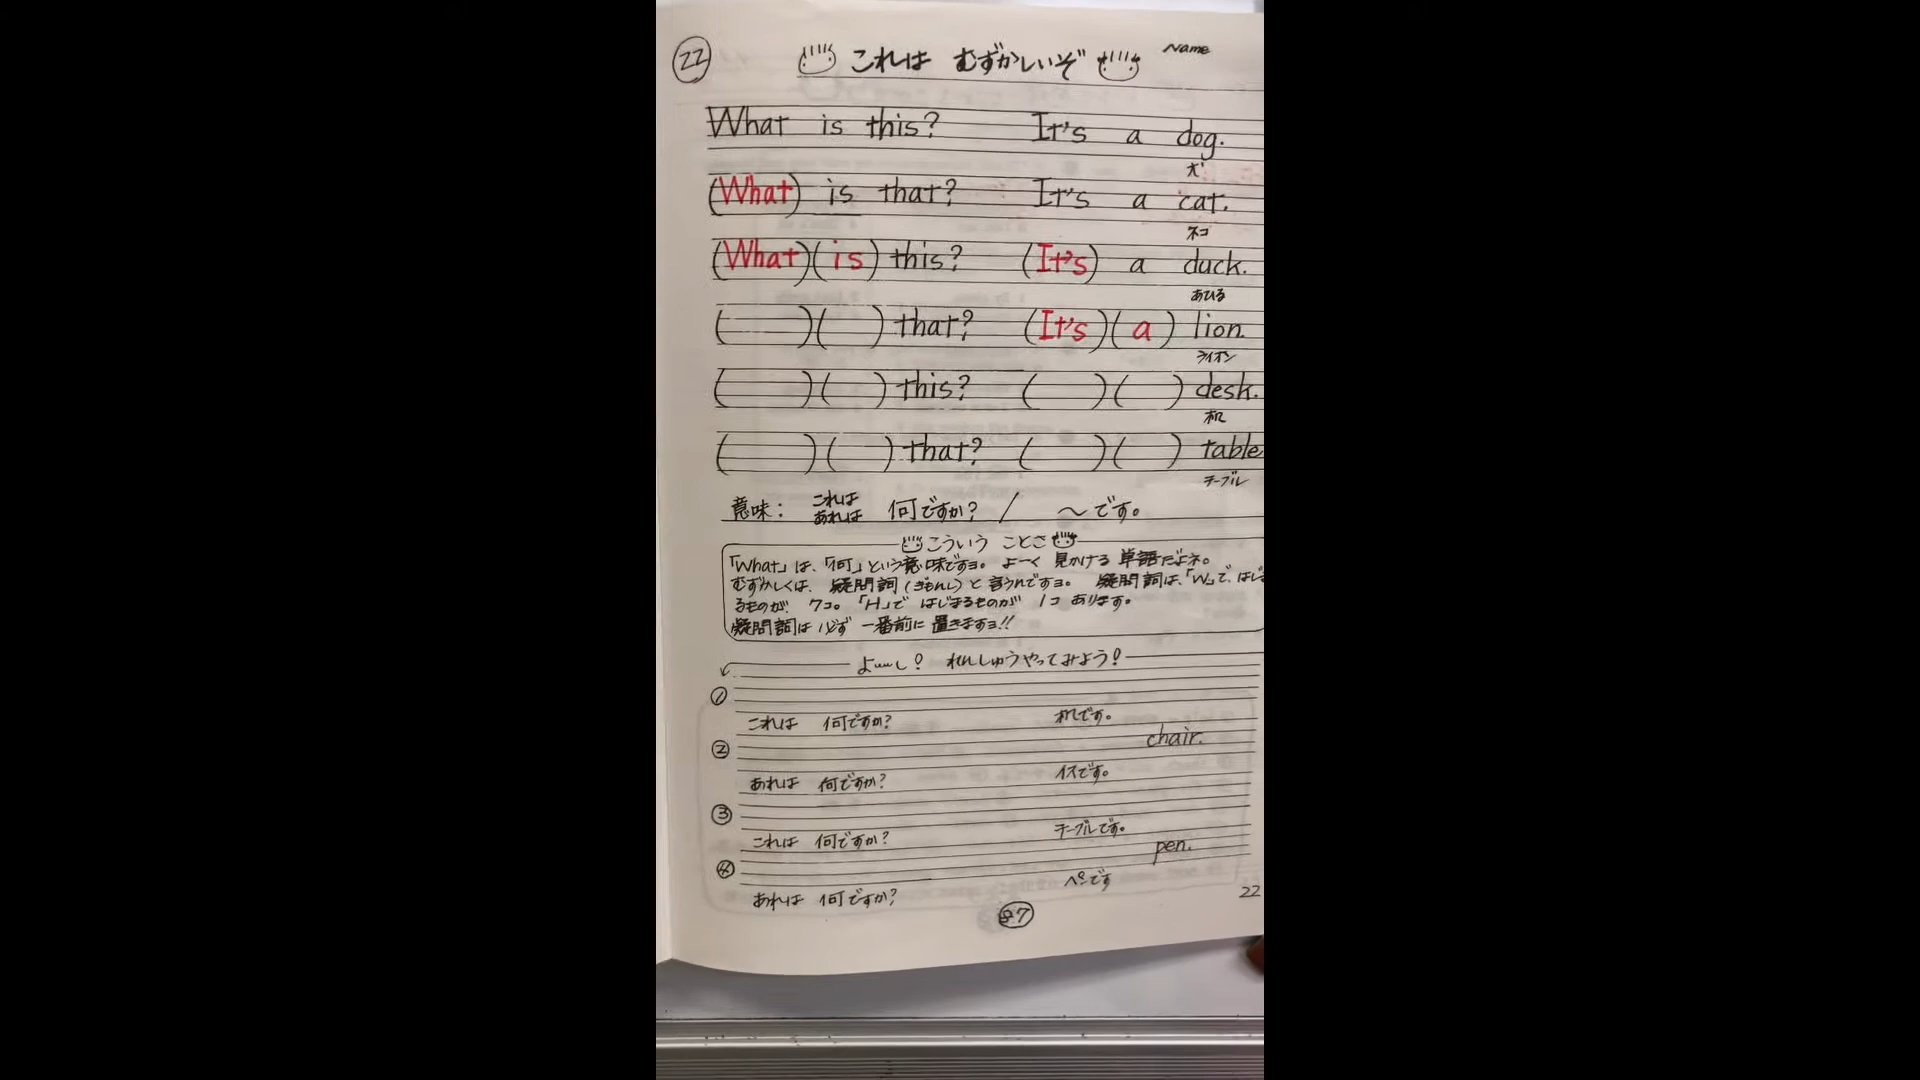 22 これは むずかしいぞ Name
What is this? It's a dog.
犬
(What) is that? It's a cat.
ネコ
(What)(is) this? (It's) a duck.
あひる
( )( ) that? (It's)(a) lion.
ライオン
( )( ) this? ( )( ) desk.
机
( )( ) that? ( )( ) table
テーブル
意味: これは あれは 何ですか? / 〜です。
こういう ことさ
「What」は、「何」という意味ですョ。 よーく 見かける 単語だよネ。
むずかしくは、 疑問詞(ぎもんし)と 言うんですョ。 疑問詞は、「W」で、はじま
るものが 7コ。 「H」で はじまるものが 1コ あります。
疑問詞は 必ず 一番前に 置きますョ!!
よーし! れんしゅうやってみよう!
①
これは 何ですか? 机です。
② chair.
あれは 何ですか? イスです。
③
これは 何ですか? テーブルです。
④ pen.
あれは 何ですか? ペンです
22
87